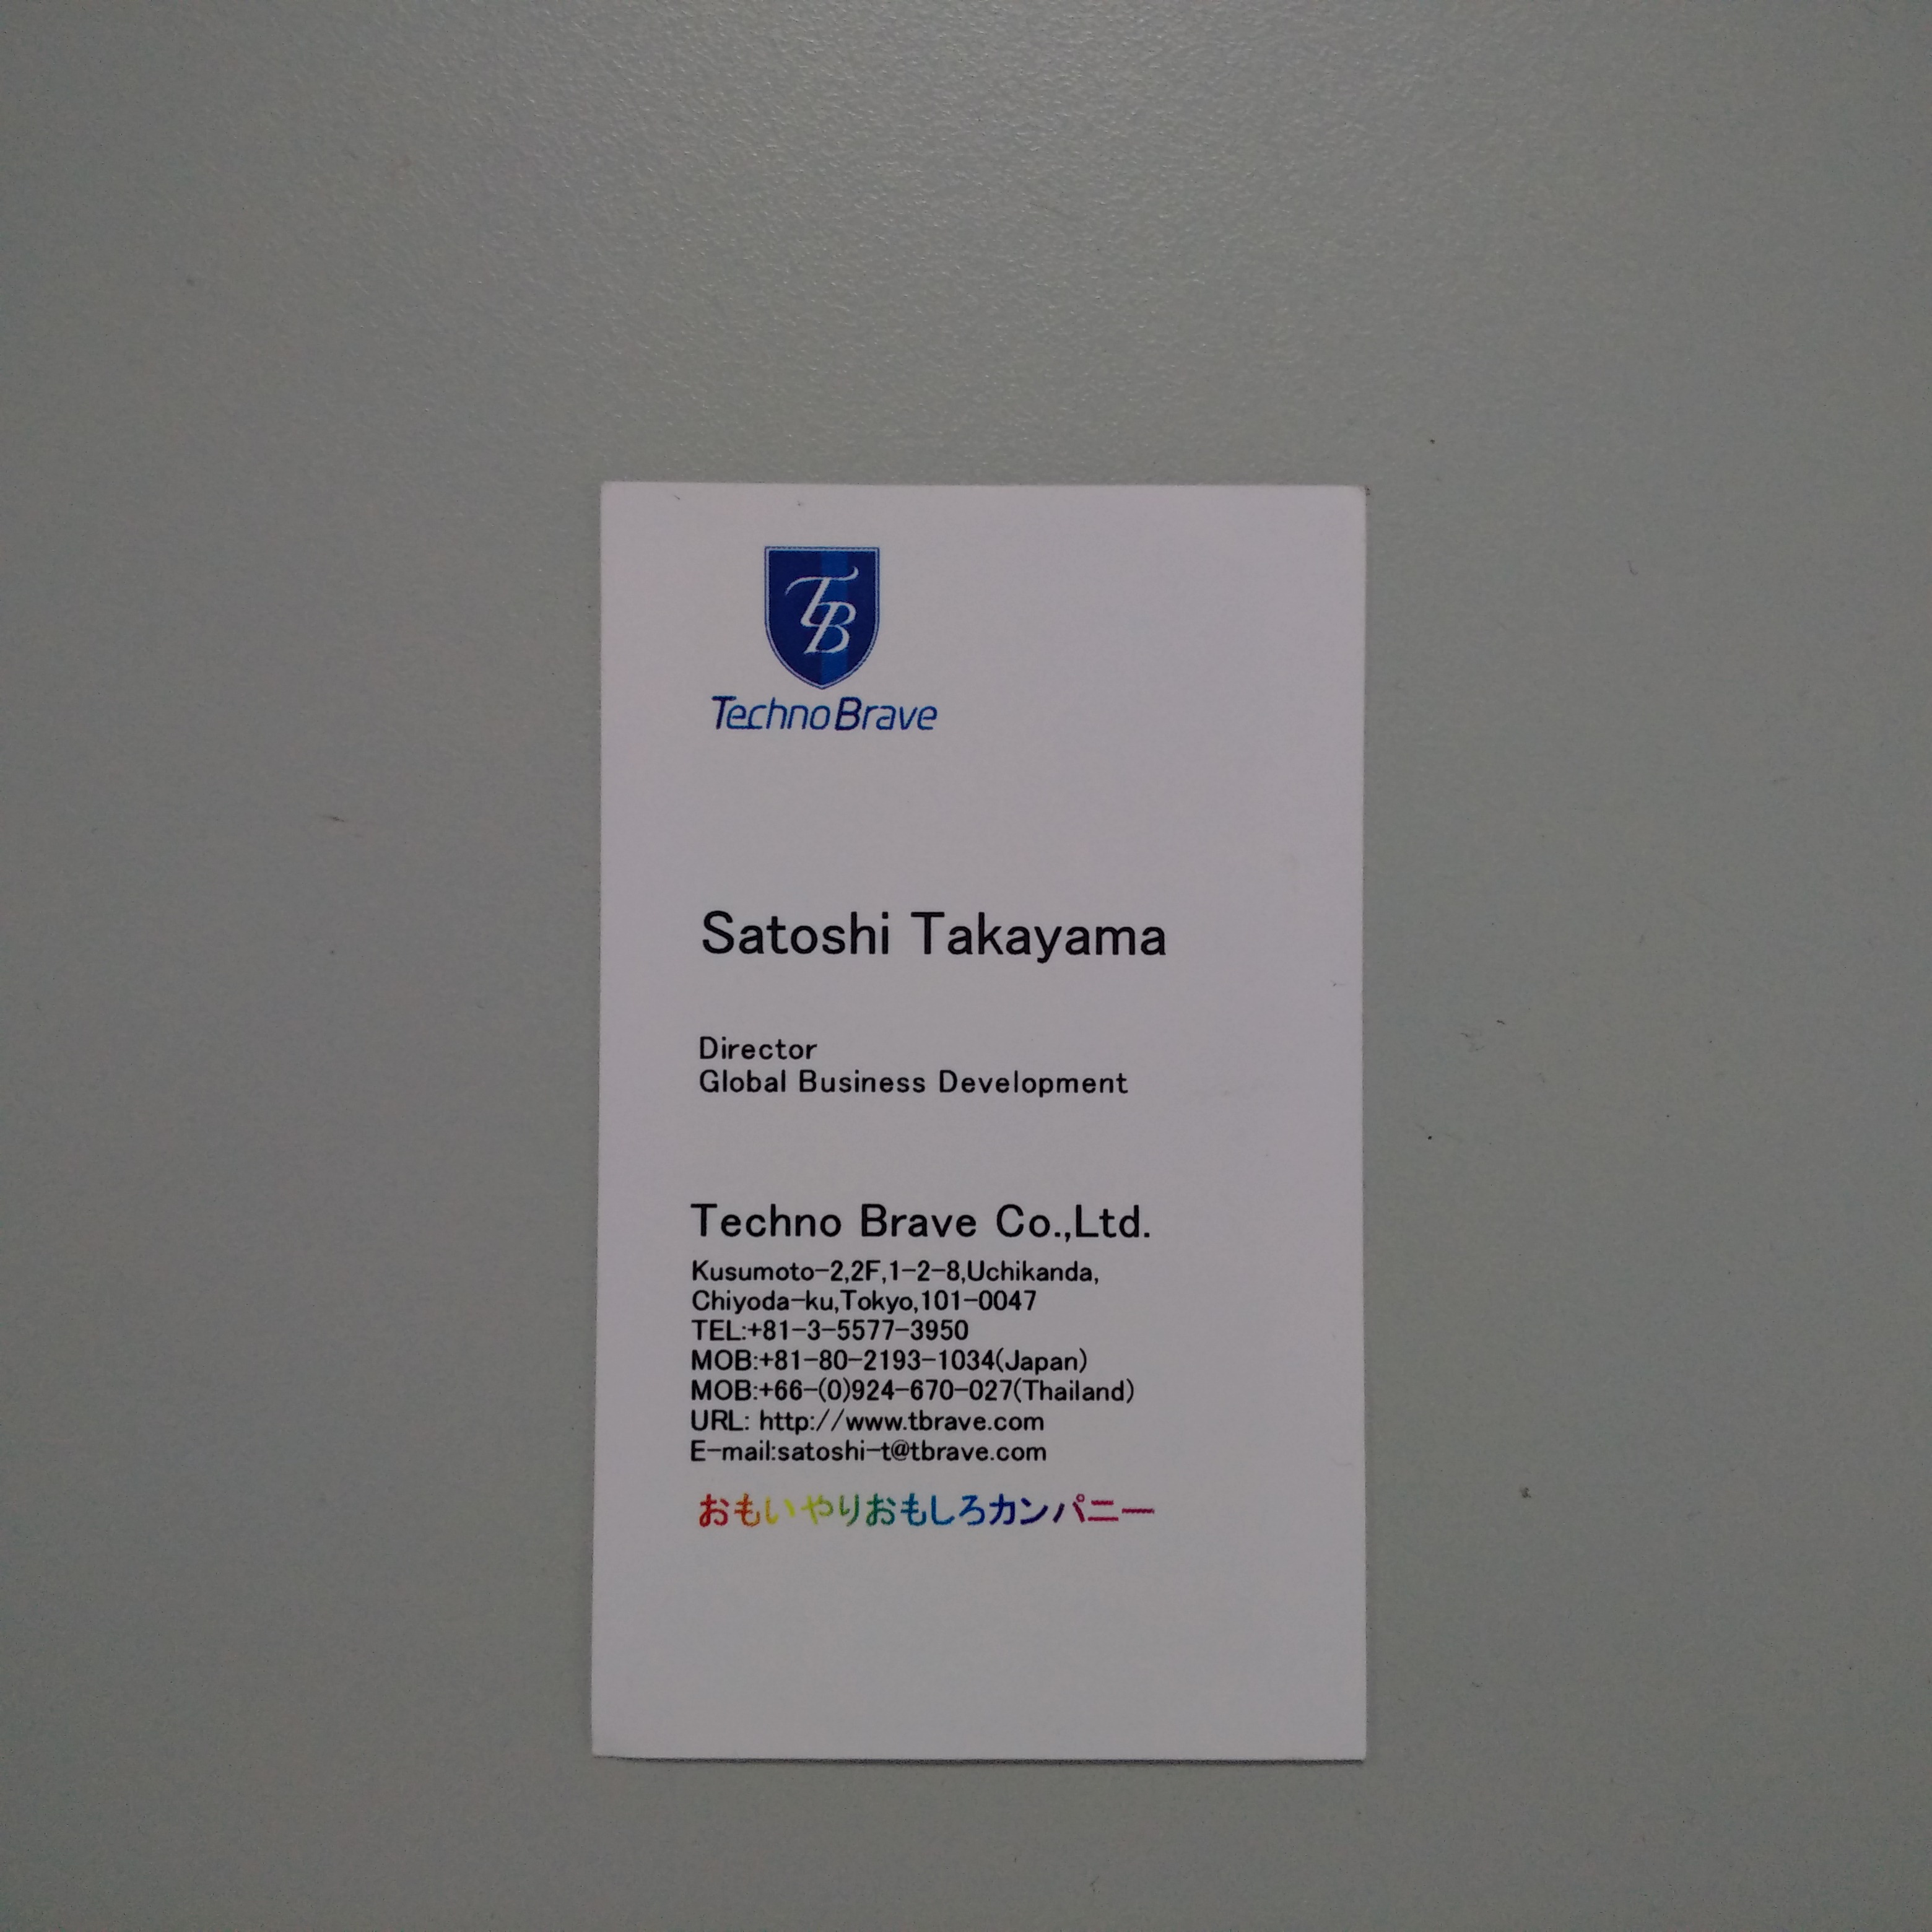 TB
TechnoBrave
Satoshi Takayama
Director
Global Business Development
Techno Brave Co.,Ltd.
Kusumoto-2,2F,1-2-8,Uchikanda,
Chiyoda-ku,Tokyo,101-0047
TEL:+81-3-5577-3950
MOB:+81-80-2193-1034(Japan)
MOB:+66-(0)924-670-027(Thailand)
URL: http://www.tbrave.com
E-mail:satoshi-t@tbrave.com
おもいやりおもしろカンパニー